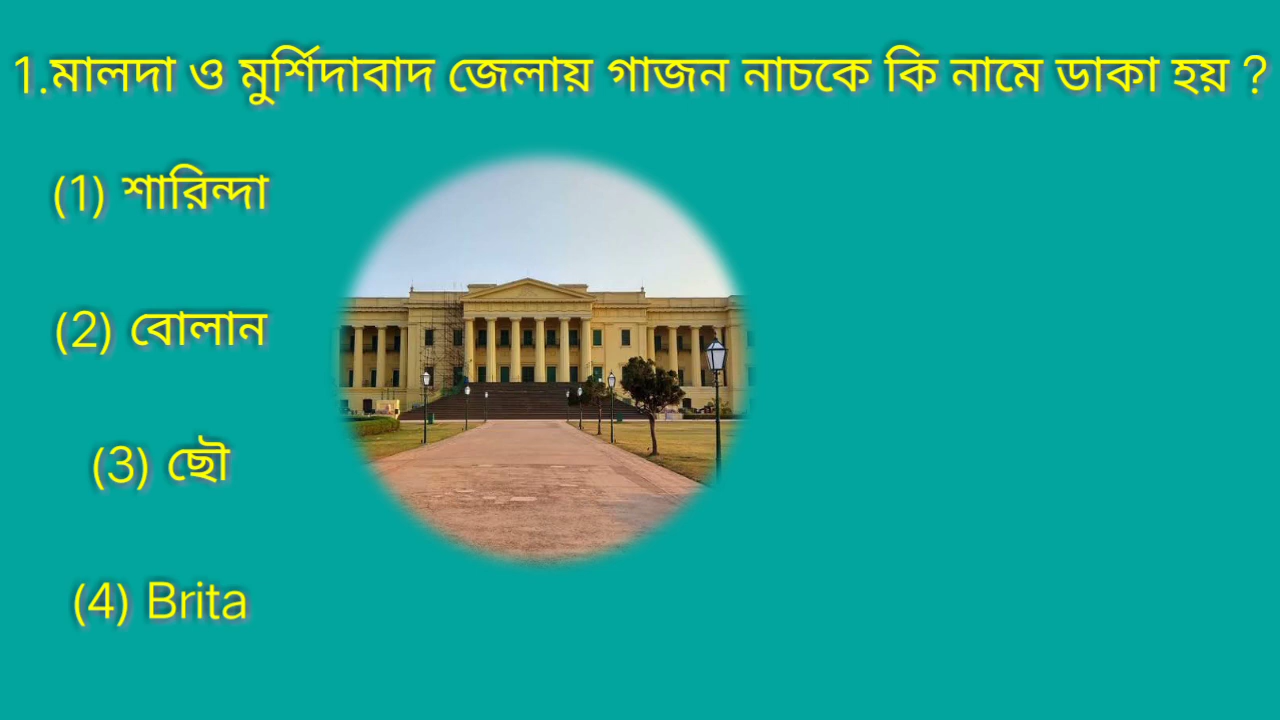 1.মালদা ও মুর্শিদাবাদ জেলায় গাজন নাচকে কি নামে ডাকা হয় ?
(1) শারিন্দা
(2) বোলান
(3) ছৌ
(4) Brita